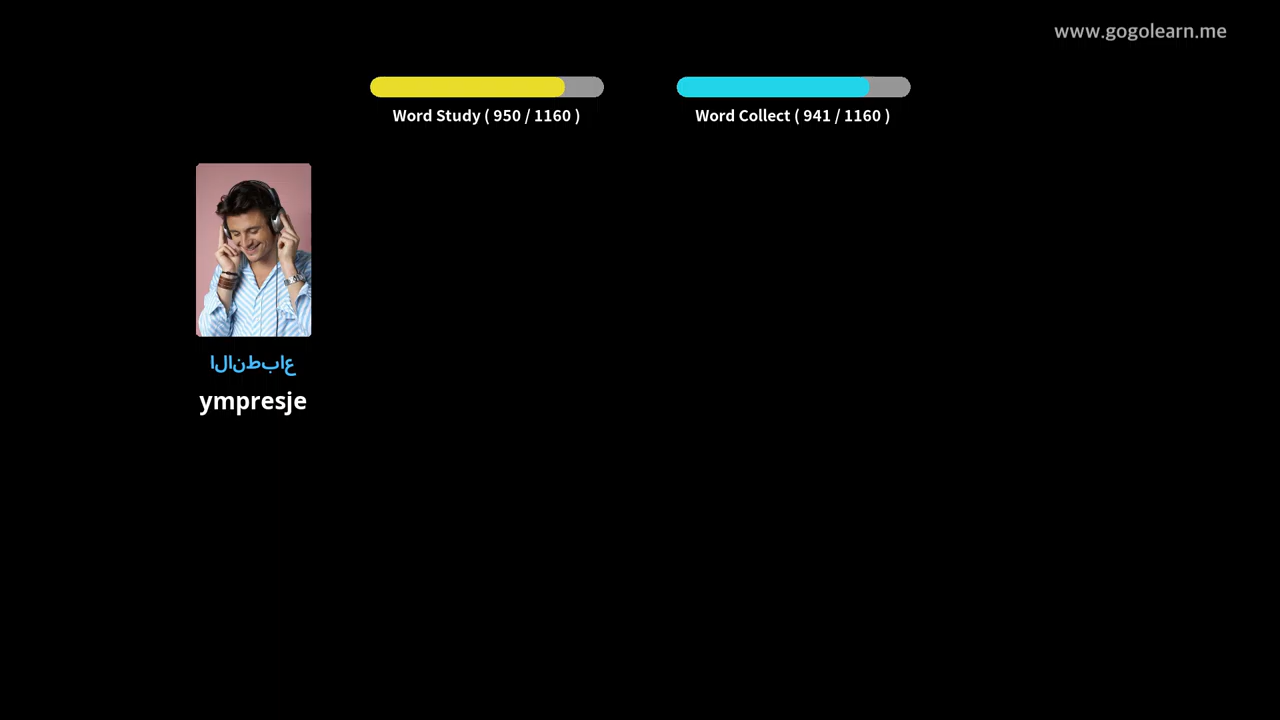 www.gogolearn.me
Word Study ( 950 / 1160 )
Word Collect ( 941 / 1160 )
الانطباع
ympresje